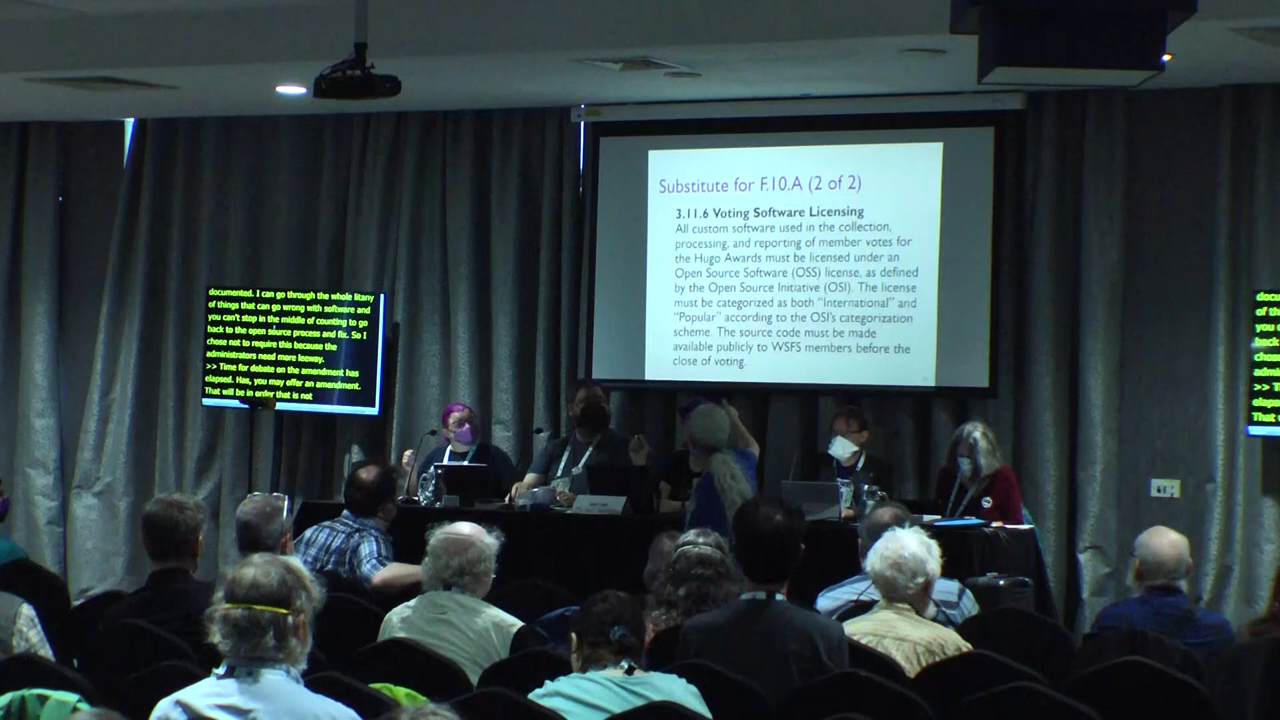 Substitute for F.10.A (2 of 2)
3.11.6 Voting Software Licensing
All custom software used in the collection,
processing, and reporting of member votes for
the Hugo Awards must be licensed under an
Open Source Software (OSS) license, as defined
by the Open Source Initiative (OSI). The license
must be categorized as both "International" and
"Popular" according to the OSI's categorization
scheme. The source code must be made
available publicly to WSFS members before the
close of voting.
documented. I can go through the whole litany
of things that can go wrong with software and
you can't stop in the middle of counting to go
back to the open source process and fix. So I
chose not to require this because the
administrators need more leeway.
>> Time for debate on the amendment has
elapsed. Has, you may offer an amendment.
That will be in order that is not